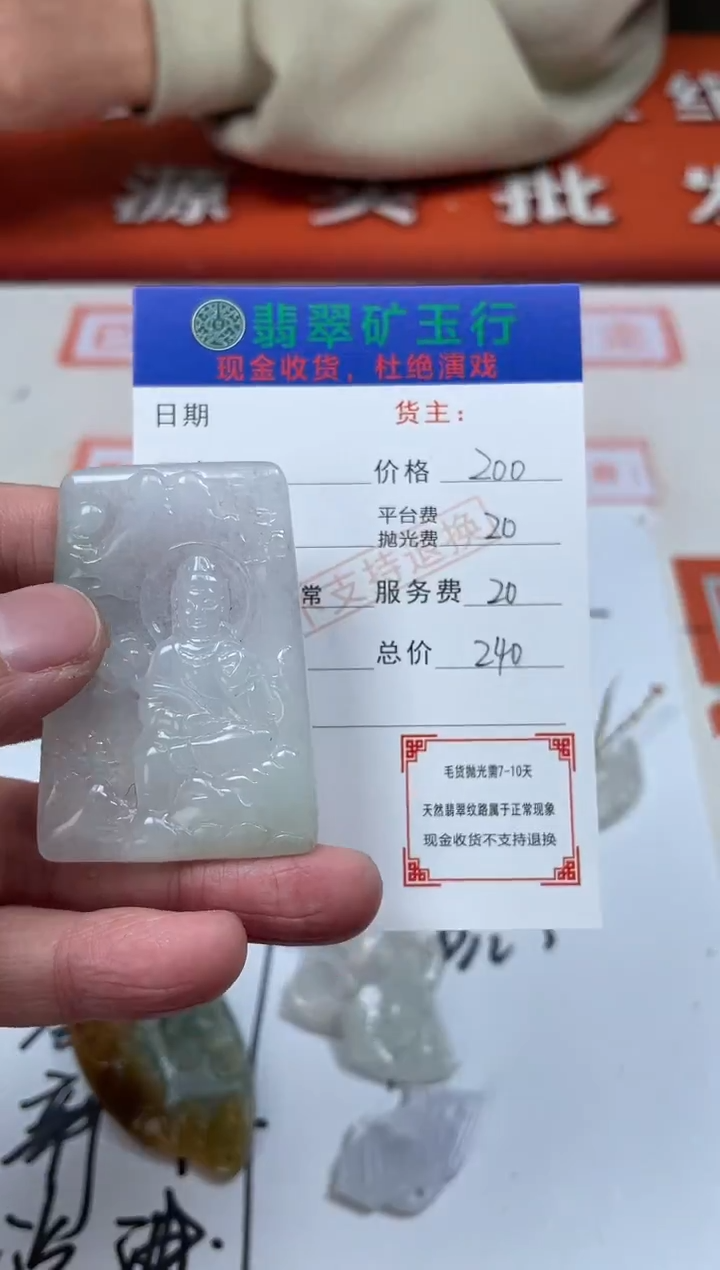 源
批
翡翠矿玉行
现金收货，杜绝演戏
日期
货主：
价格 200
平台费
抛光费 20
不支持退换
常
服务费 20
总价 240
毛货抛光需7-10天
天然翡翠纹路属于正常现象
现金收货不支持退换